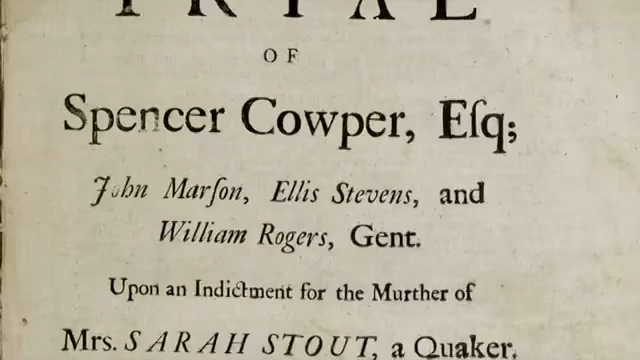 TRYAL
OF
Spencer Cowper, Eſq;
John Marſon, Ellis Stevens, and
William Rogers, Gent.
Upon an Indictment for the Murther of
Mrs. SARAH STOUT, a Quaker.